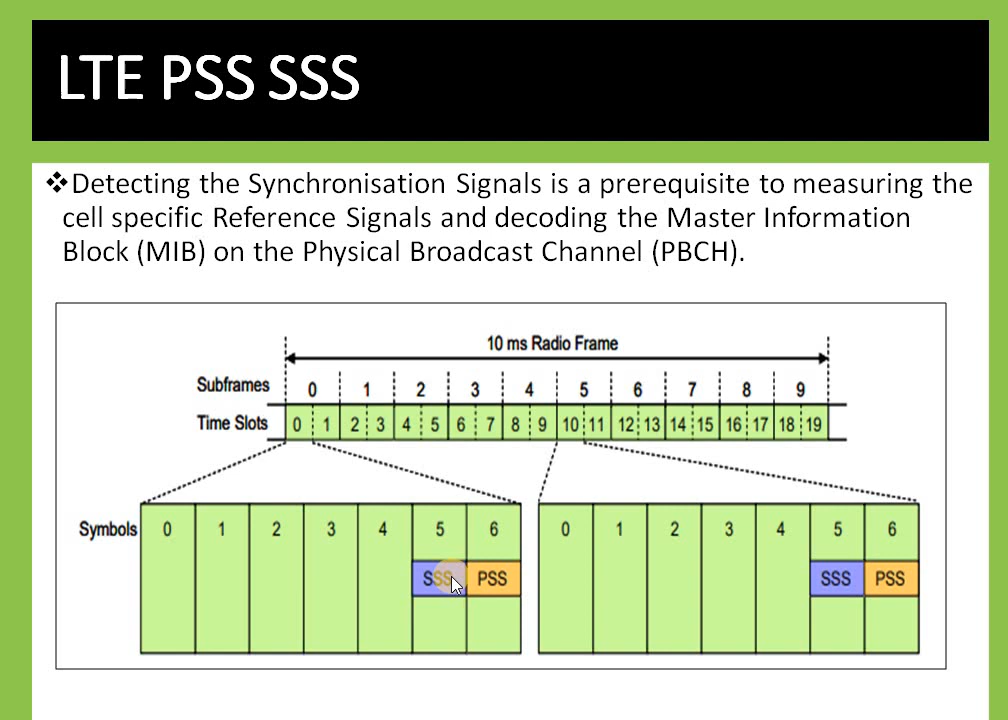 LTE PSS SSS
❖Detecting the Synchronisation Signals is a prerequisite to measuring the
cell specific Reference Signals and decoding the Master Information
Block (MIB) on the Physical Broadcast Channel (PBCH).
10 ms Radio Frame
Subframes 0 1 2 3 4 5 6 7 8 9
Time Slots 0 1 2 3 4 5 6 7 8 9 10 11 12 13 14 15 16 17 18 19
Symbols 0 1 2 3 4 5 6 0 1 2 3 4 5 6
SSS PSS SSS PSS